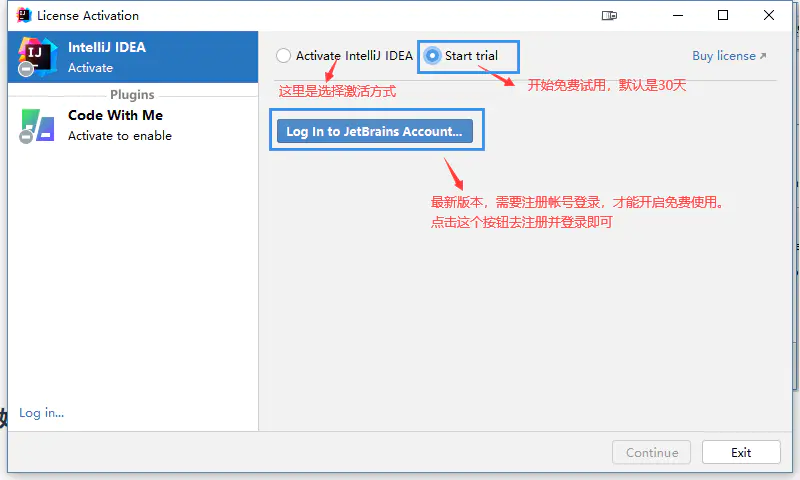 License Activation
IntelliJ IDEA
Activate
Plugins
Code With Me
Activate to enable
Log in...
Activate IntelliJ IDEA
Start trial
Buy license
这里是选择激活方式
开始免费试用，默认是30天
Log In to JetBrains Account...
最新版本，需要注册帐号登录，才能开启免费使用。
点击这个按钮去注册并登录即可
Continue
Exit